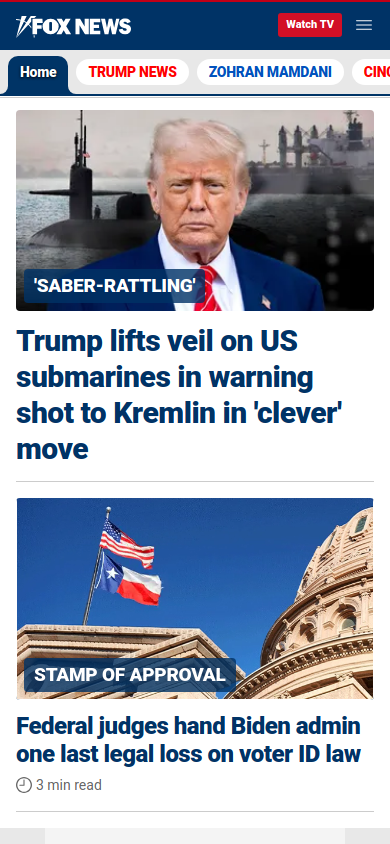 FOX NEWS
Watch TV
Home
TRUMP NEWS
ZOHRAN MAMDANI
CINC
'SABER-RATTLING'
Trump lifts veil on US
submarines in warning
shot to Kremlin in 'clever'
move
STAMP OF APPROVAL
Federal judges hand Biden admin
one last legal loss on voter ID law
3 min read